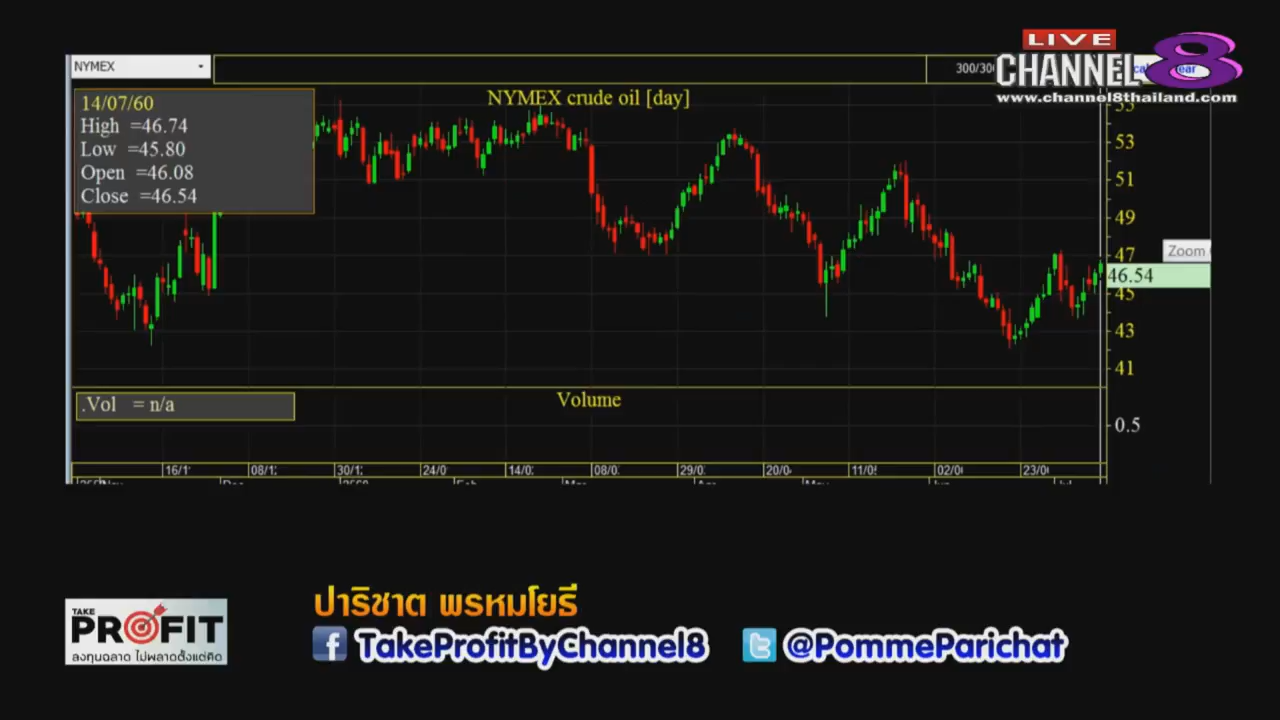 LIVE
CHANNEL 8
www.channel8thailand.com
NYMEX
300/300
NYMEX crude oil [day]
14/07/60
High =46.74
Low =45.80
Open =46.08
Close =46.54
55
53
51
49
47
Zoom
46.54
45
43
41
.Vol = n/a
Volume
0.5
16/1 08/1 30/1 24/0 14/0 08/0 29/0 20/0 11/0 02/0 23/0
TAKE
PROFIT
ลงทุนฉลาด ไม่พลาดตั้งแต่คิด
ปาริชาต พรหมโยธี
TakeProfitByChannel8
@PommeParichat